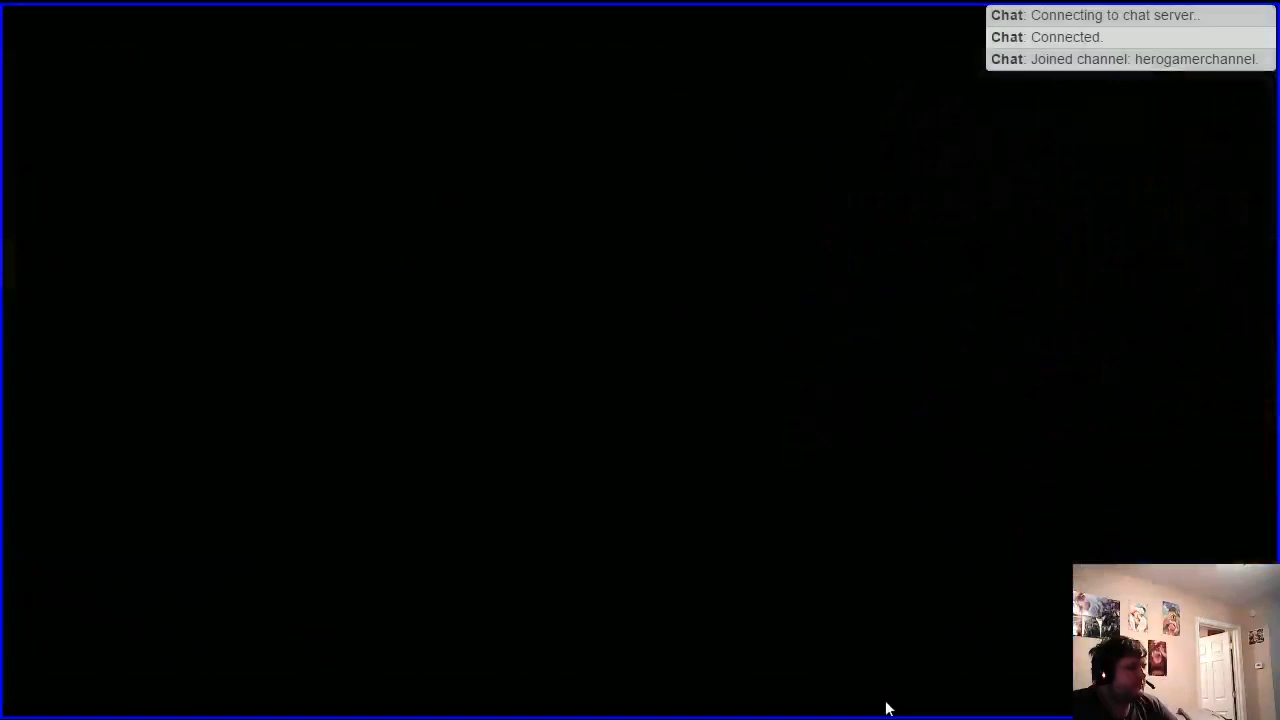 Chat: Connecting to chat server..
Chat: Connected.
Chat: Joined channel: herogamerchannel.